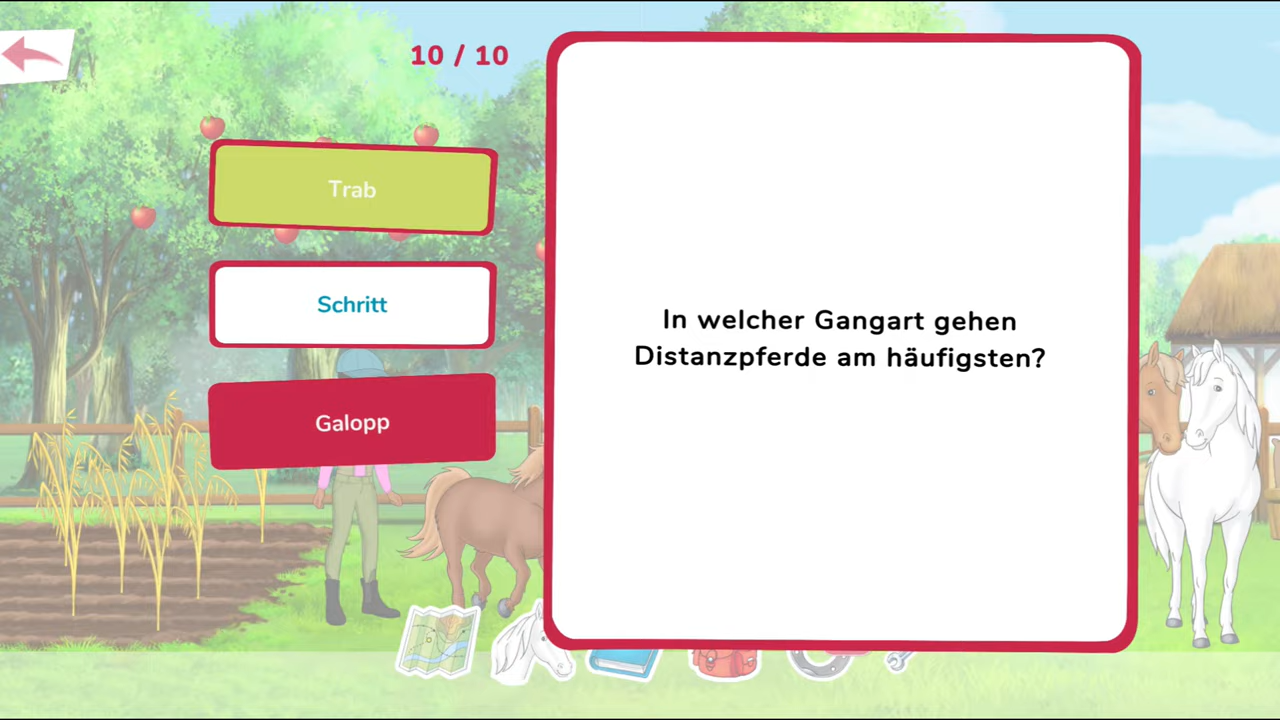 10 / 10
Trab
Schritt
Galopp
In welcher Gangart gehen
Distanzpferde am häufigsten?